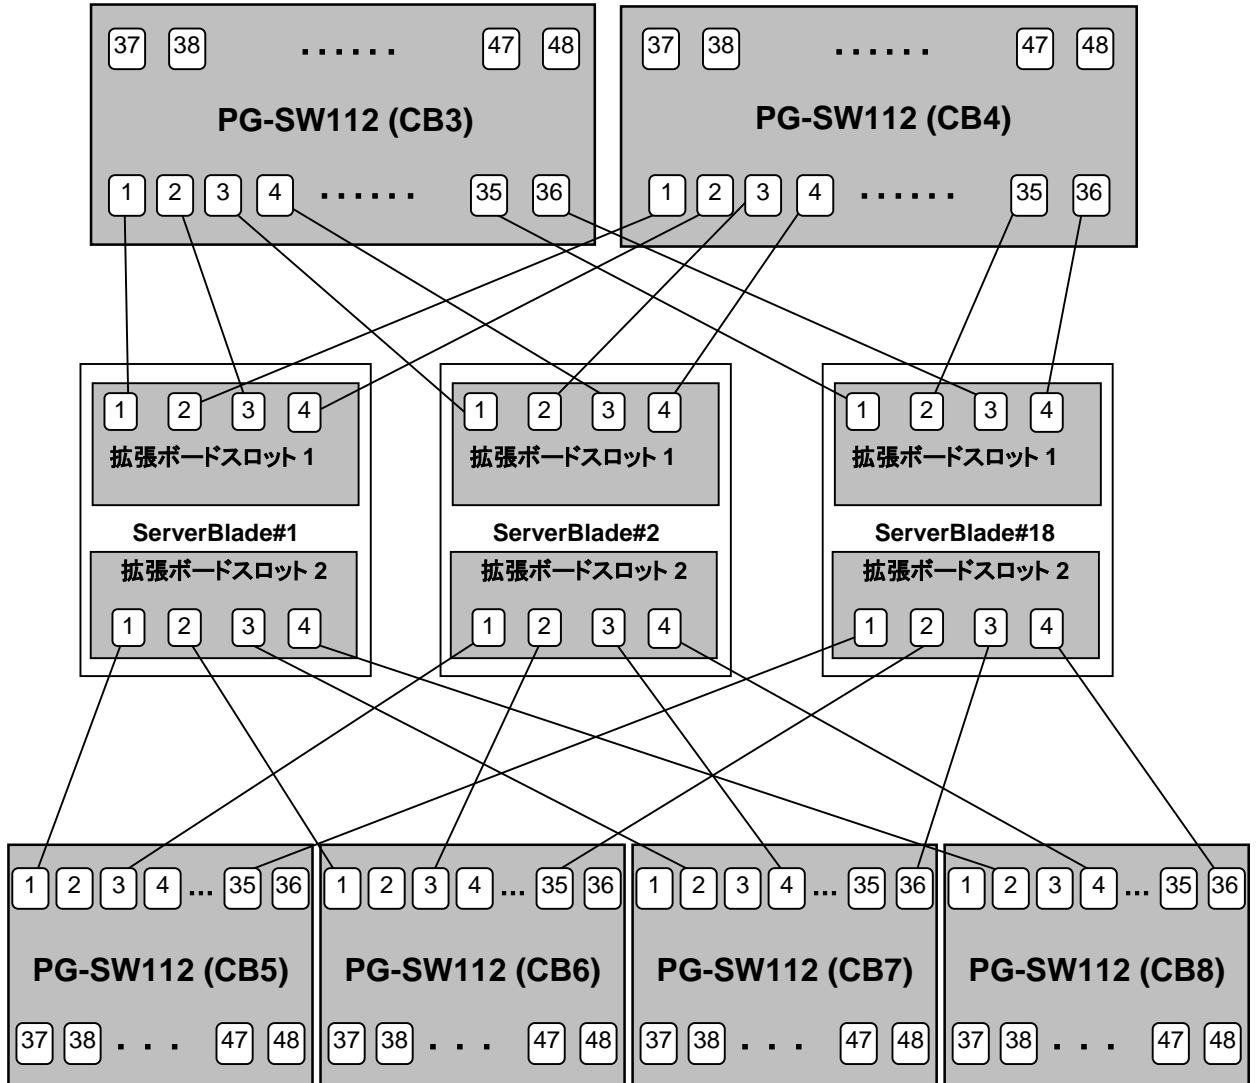 37 38 ...... 47 48
37 38 ...... 47 48
PG-SW112 (CB3)
PG-SW112 (CB4)
1 2 3 4 ...... 35 36
1 2 3 4 ...... 35 36
1 2 3 4
拡張ボードスロット 1
ServerBlade#1
拡張ボードスロット 2
1 2 3 4
1 2 3 4
拡張ボードスロット 1
ServerBlade#2
拡張ボードスロット 2
1 2 3 4
1 2 3 4
拡張ボードスロット 1
ServerBlade#18
拡張ボードスロット 2
1 2 3 4
1 2 3 4 ... 35 36
PG-SW112 (CB5)
37 38 . . . 47 48
1 2 3 4 ... 35 36
PG-SW112 (CB6)
37 38 . . . 47 48
1 2 3 4 ... 35 36
PG-SW112 (CB7)
37 38 . . . 47 48
1 2 3 4 ... 35 36
PG-SW112 (CB8)
37 38 . . . 47 48